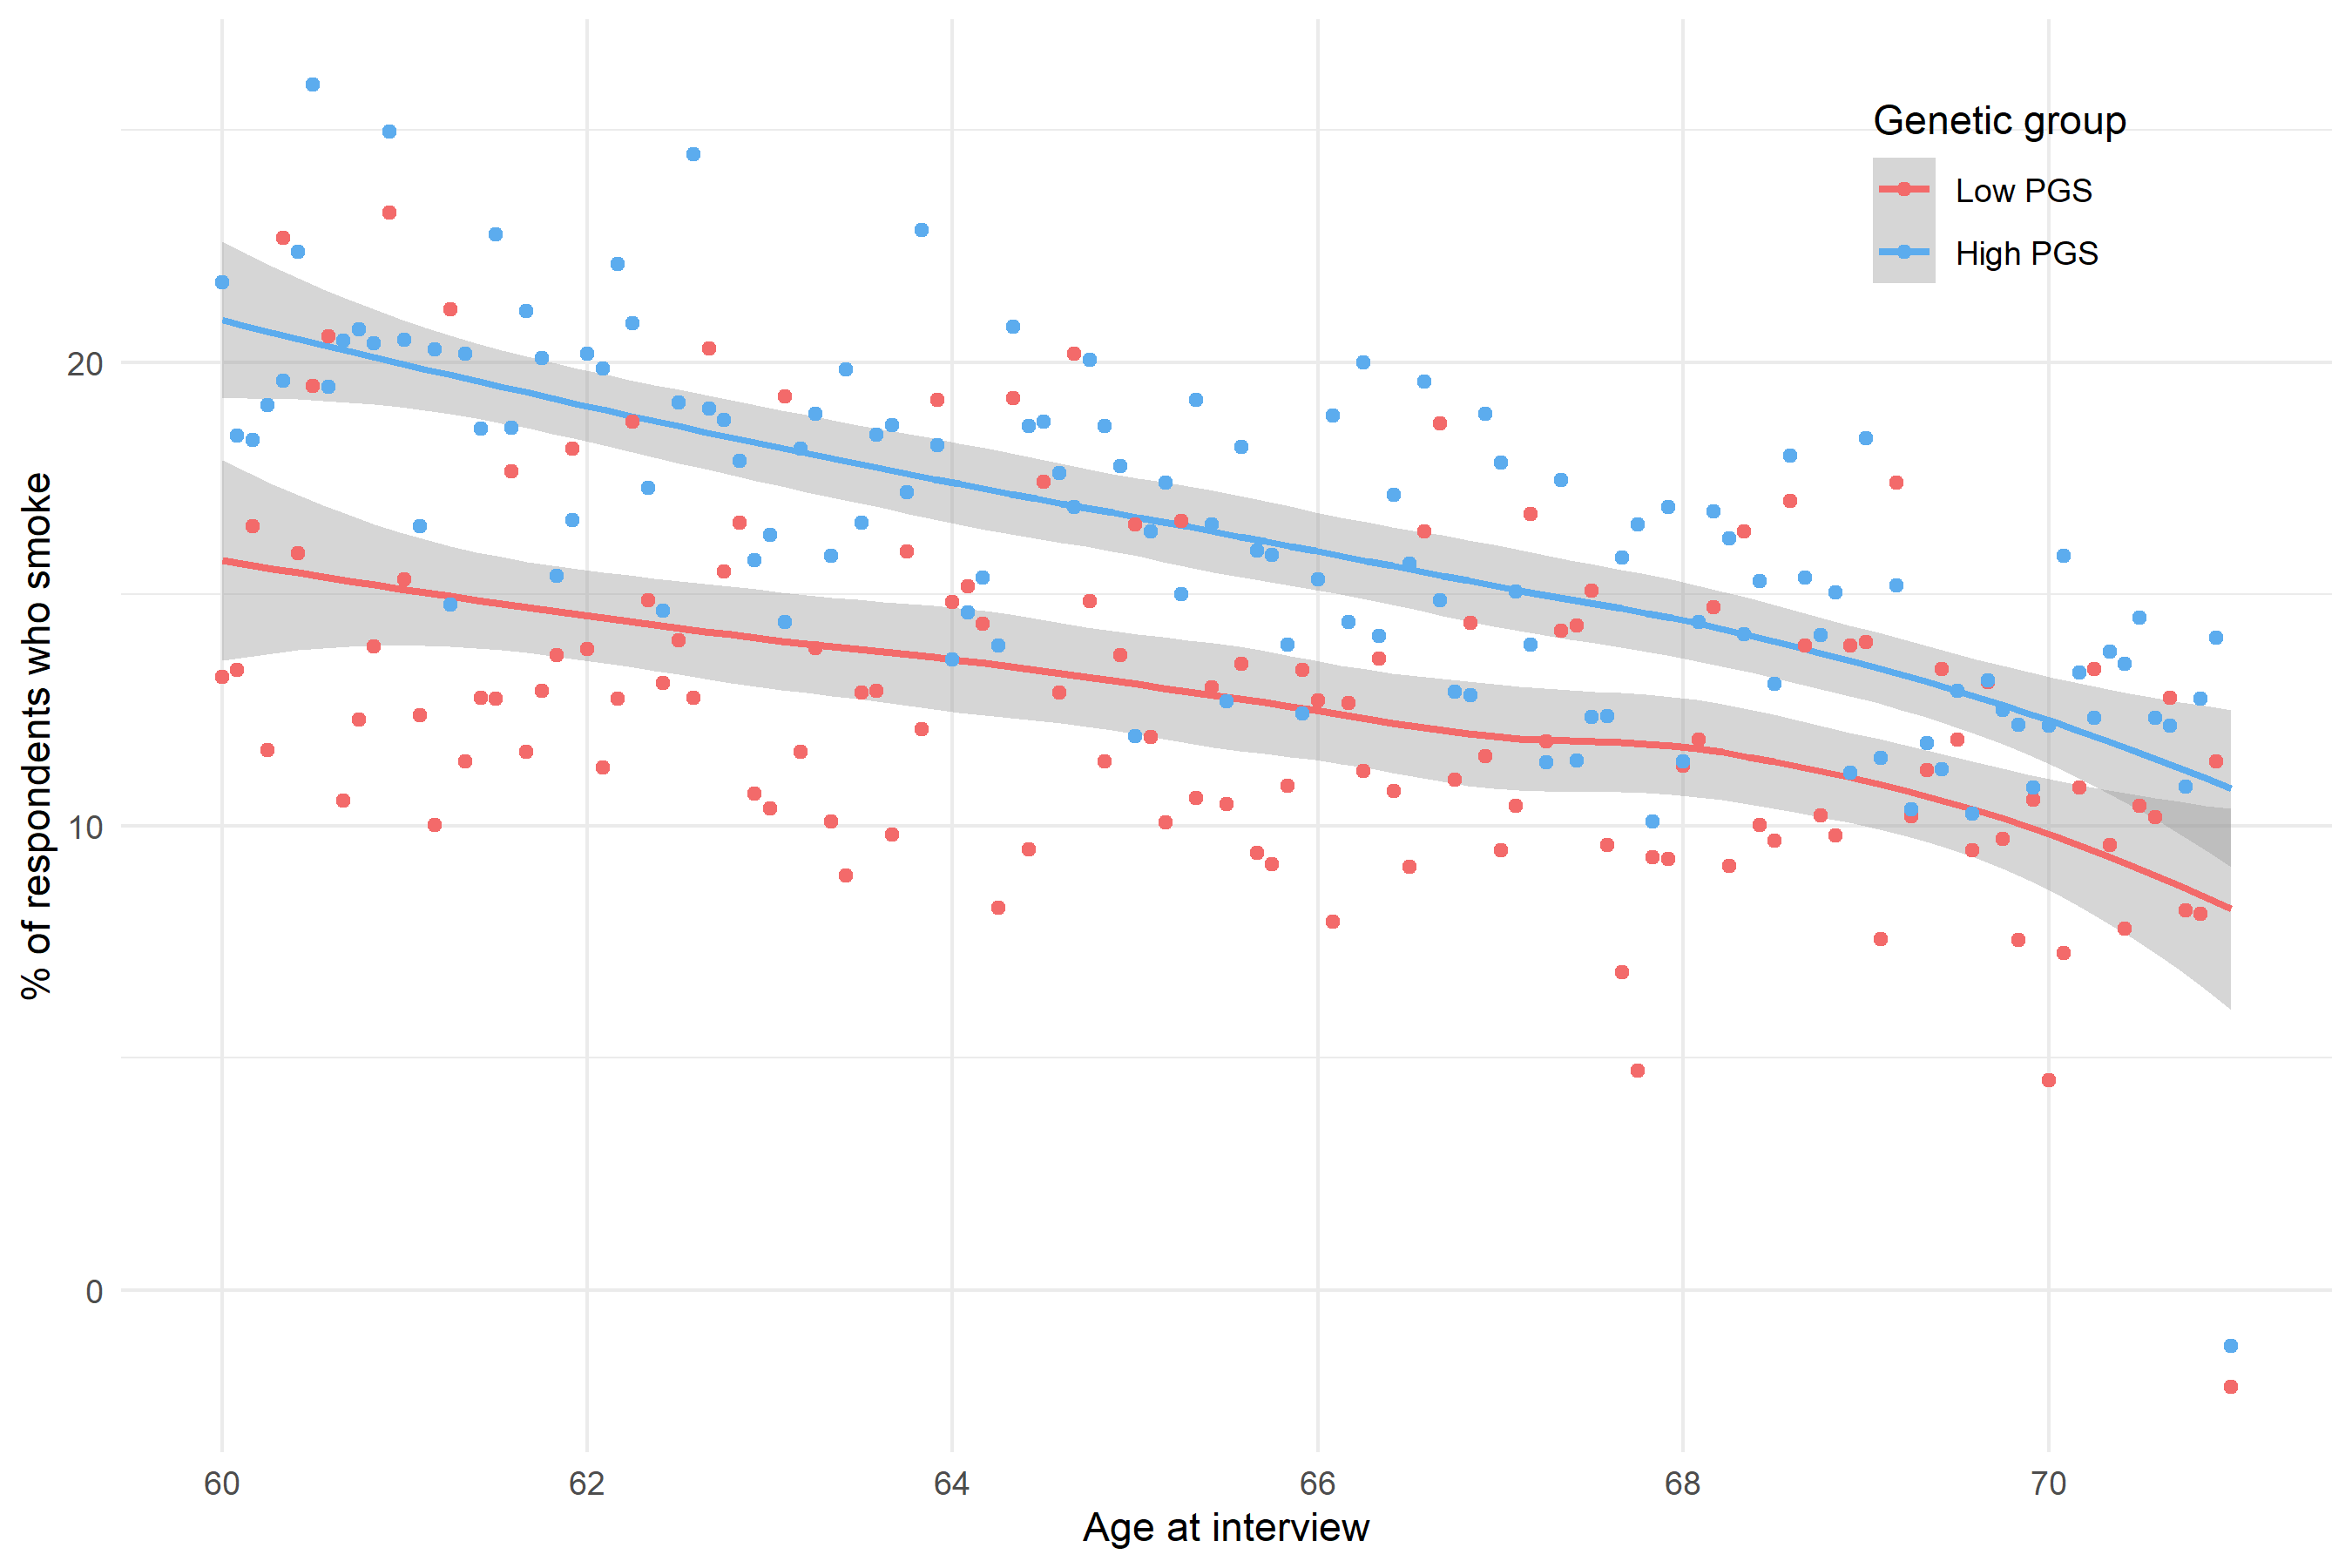 Genetic group
Low PGS
High PGS
% of respondents who smoke
20
10
0
60 62 64 66 68 70
Age at interview